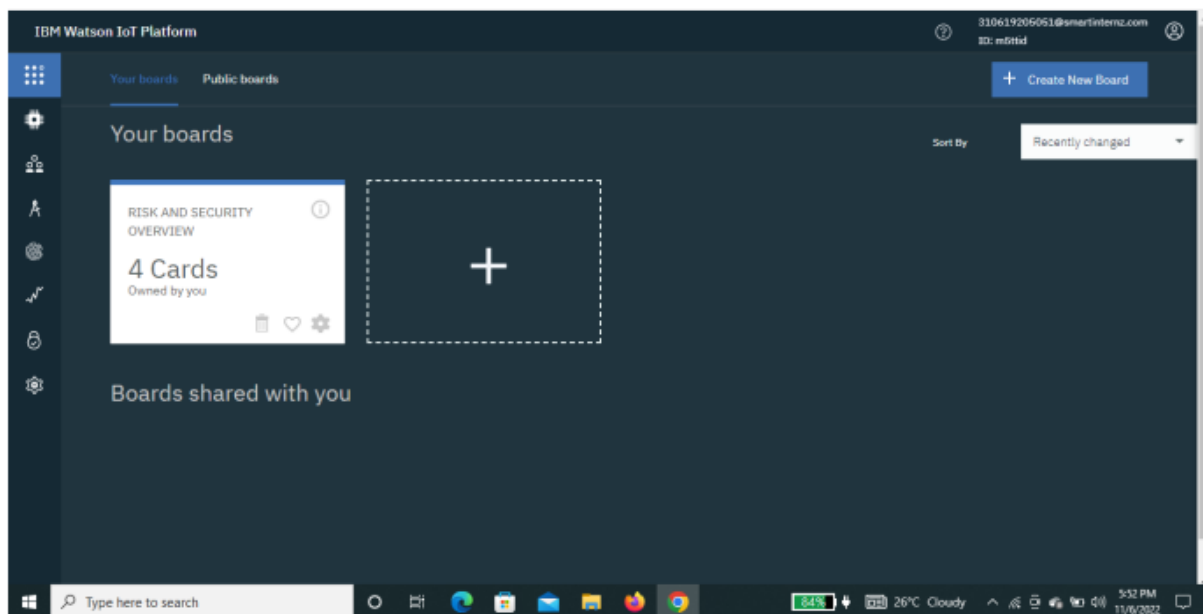 IBM Watson IoT Platform
310619205051@smartinternz.com
ID: m5ttid
Your boards
Public boards
+ Create New Board
Your boards
Sort By
Recently changed
RISK AND SECURITY
OVERVIEW
4 Cards
Owned by you
Boards shared with you
Type here to search
84%
26°C Cloudy
5:52 PM
11/6/2022